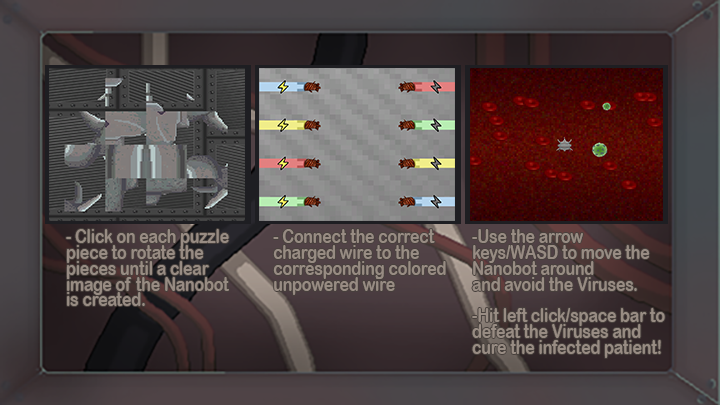 - Click on each puzzle
piece to rotate the
pieces until a clear
image of the Nanobot
is created.
- Connect the correct
charged wire to the
corresponding colored
unpowered wire
-Use the arrow
keys/WASD to move the
Nanobot around
and avoid the Viruses.
-Hit left click/space bar to
defeat the Viruses and
cure the infected patient!